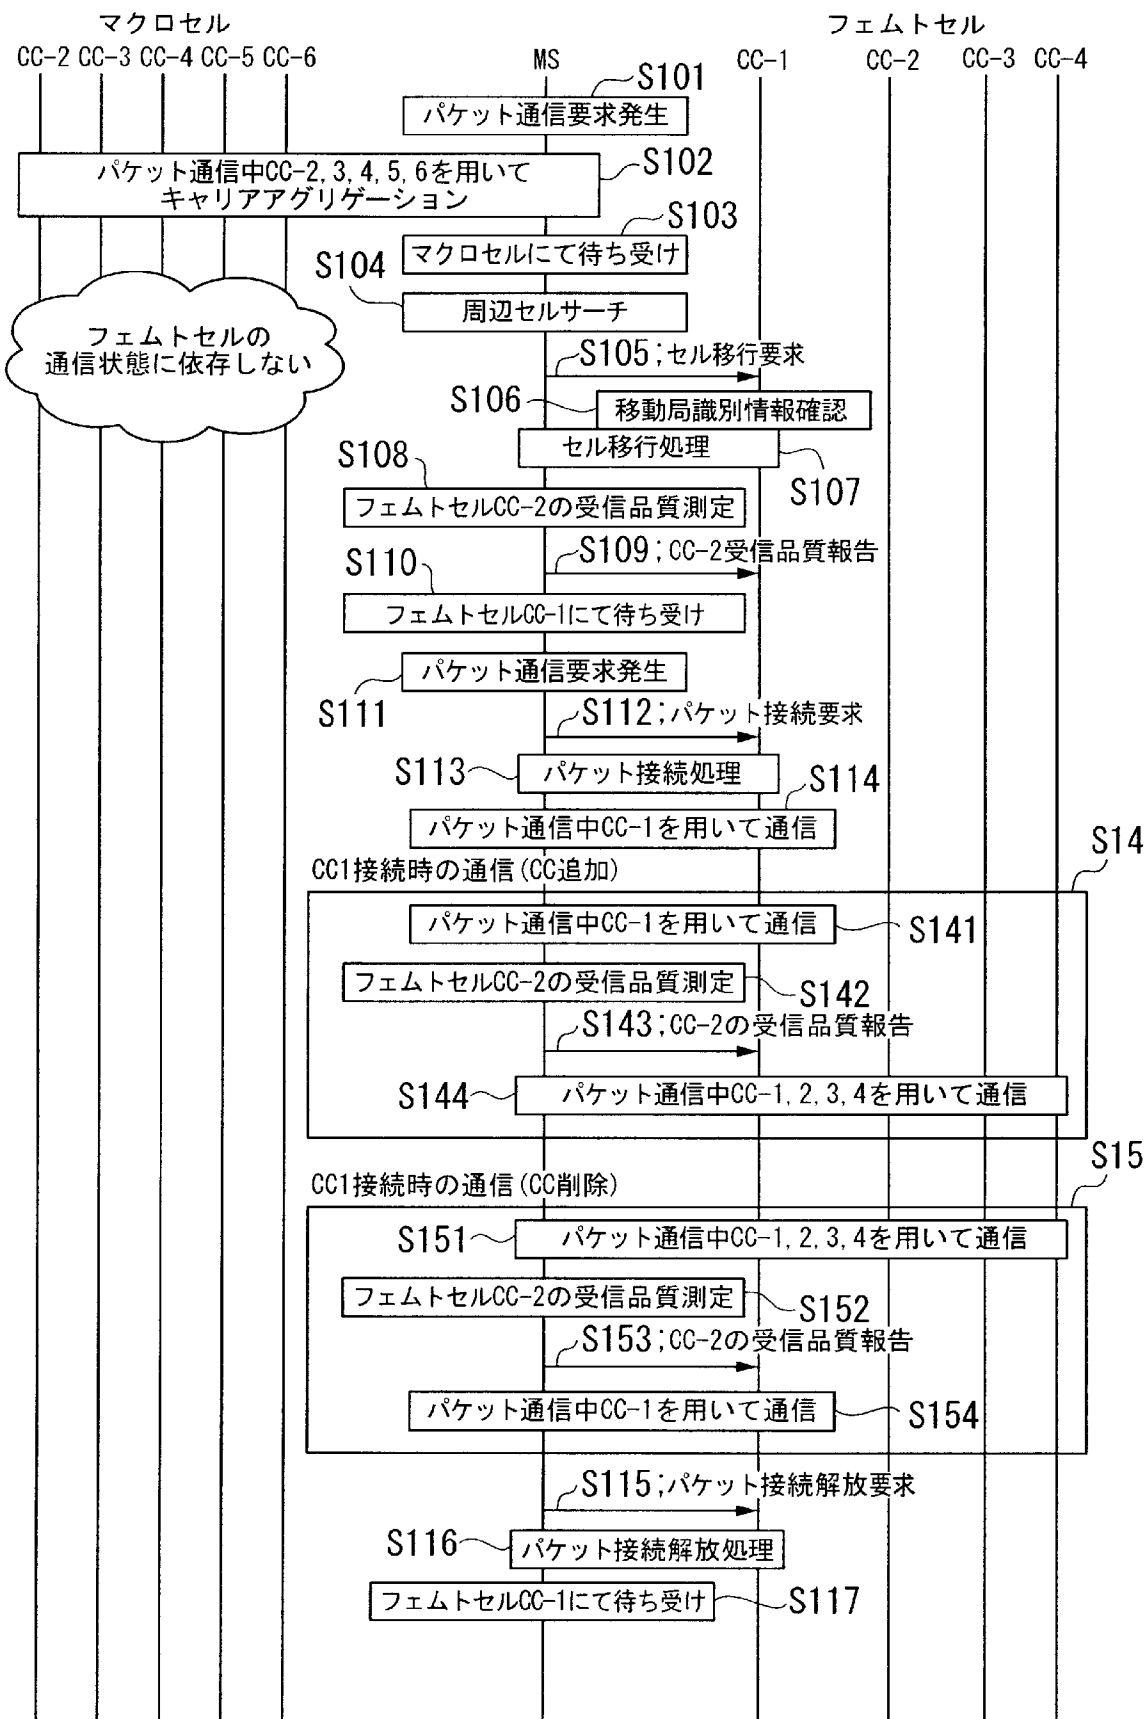 マクロセル
フェムトセル
CC-2 CC-3 CC-4 CC-5 CC-6
MS
CC-1
CC-2
CC-3
CC-4
S101
パケット通信要求発生
S102
パケット通信中CC-2,3,4,5,6を用いて
キャリアアグリゲーション
S103
マクロセルにて待ち受け
S104
周辺セルサーチ
フェムトセルの
通信状態に依存しない
S105;セル移行要求
S106
移動局識別情報確認
セル移行処理
S107
S108
フェムトセルCC-2の受信品質測定
S109;CC-2受信品質報告
S110
フェムトセルCC-1にて待ち受け
パケット通信要求発生
S111
S112;パケット接続要求
S113
パケット接続処理
S114
パケット通信中CC-1を用いて通信
S14
CC1接続時の通信(CC追加)
パケット通信中CC-1を用いて通信
S141
フェムトセルCC-2の受信品質測定
S142
S143;CC-2の受信品質報告
S144
パケット通信中CC-1,2,3,4を用いて通信
S15
CC1接続時の通信(CC削除)
S151
パケット通信中CC-1,2,3,4を用いて通信
フェムトセルCC-2の受信品質測定
S152
S153;CC-2の受信品質報告
パケット通信中CC-1を用いて通信
S154
S115;パケット接続解放要求
S116
パケット接続解放処理
フェムトセルCC-1にて待ち受け
S117